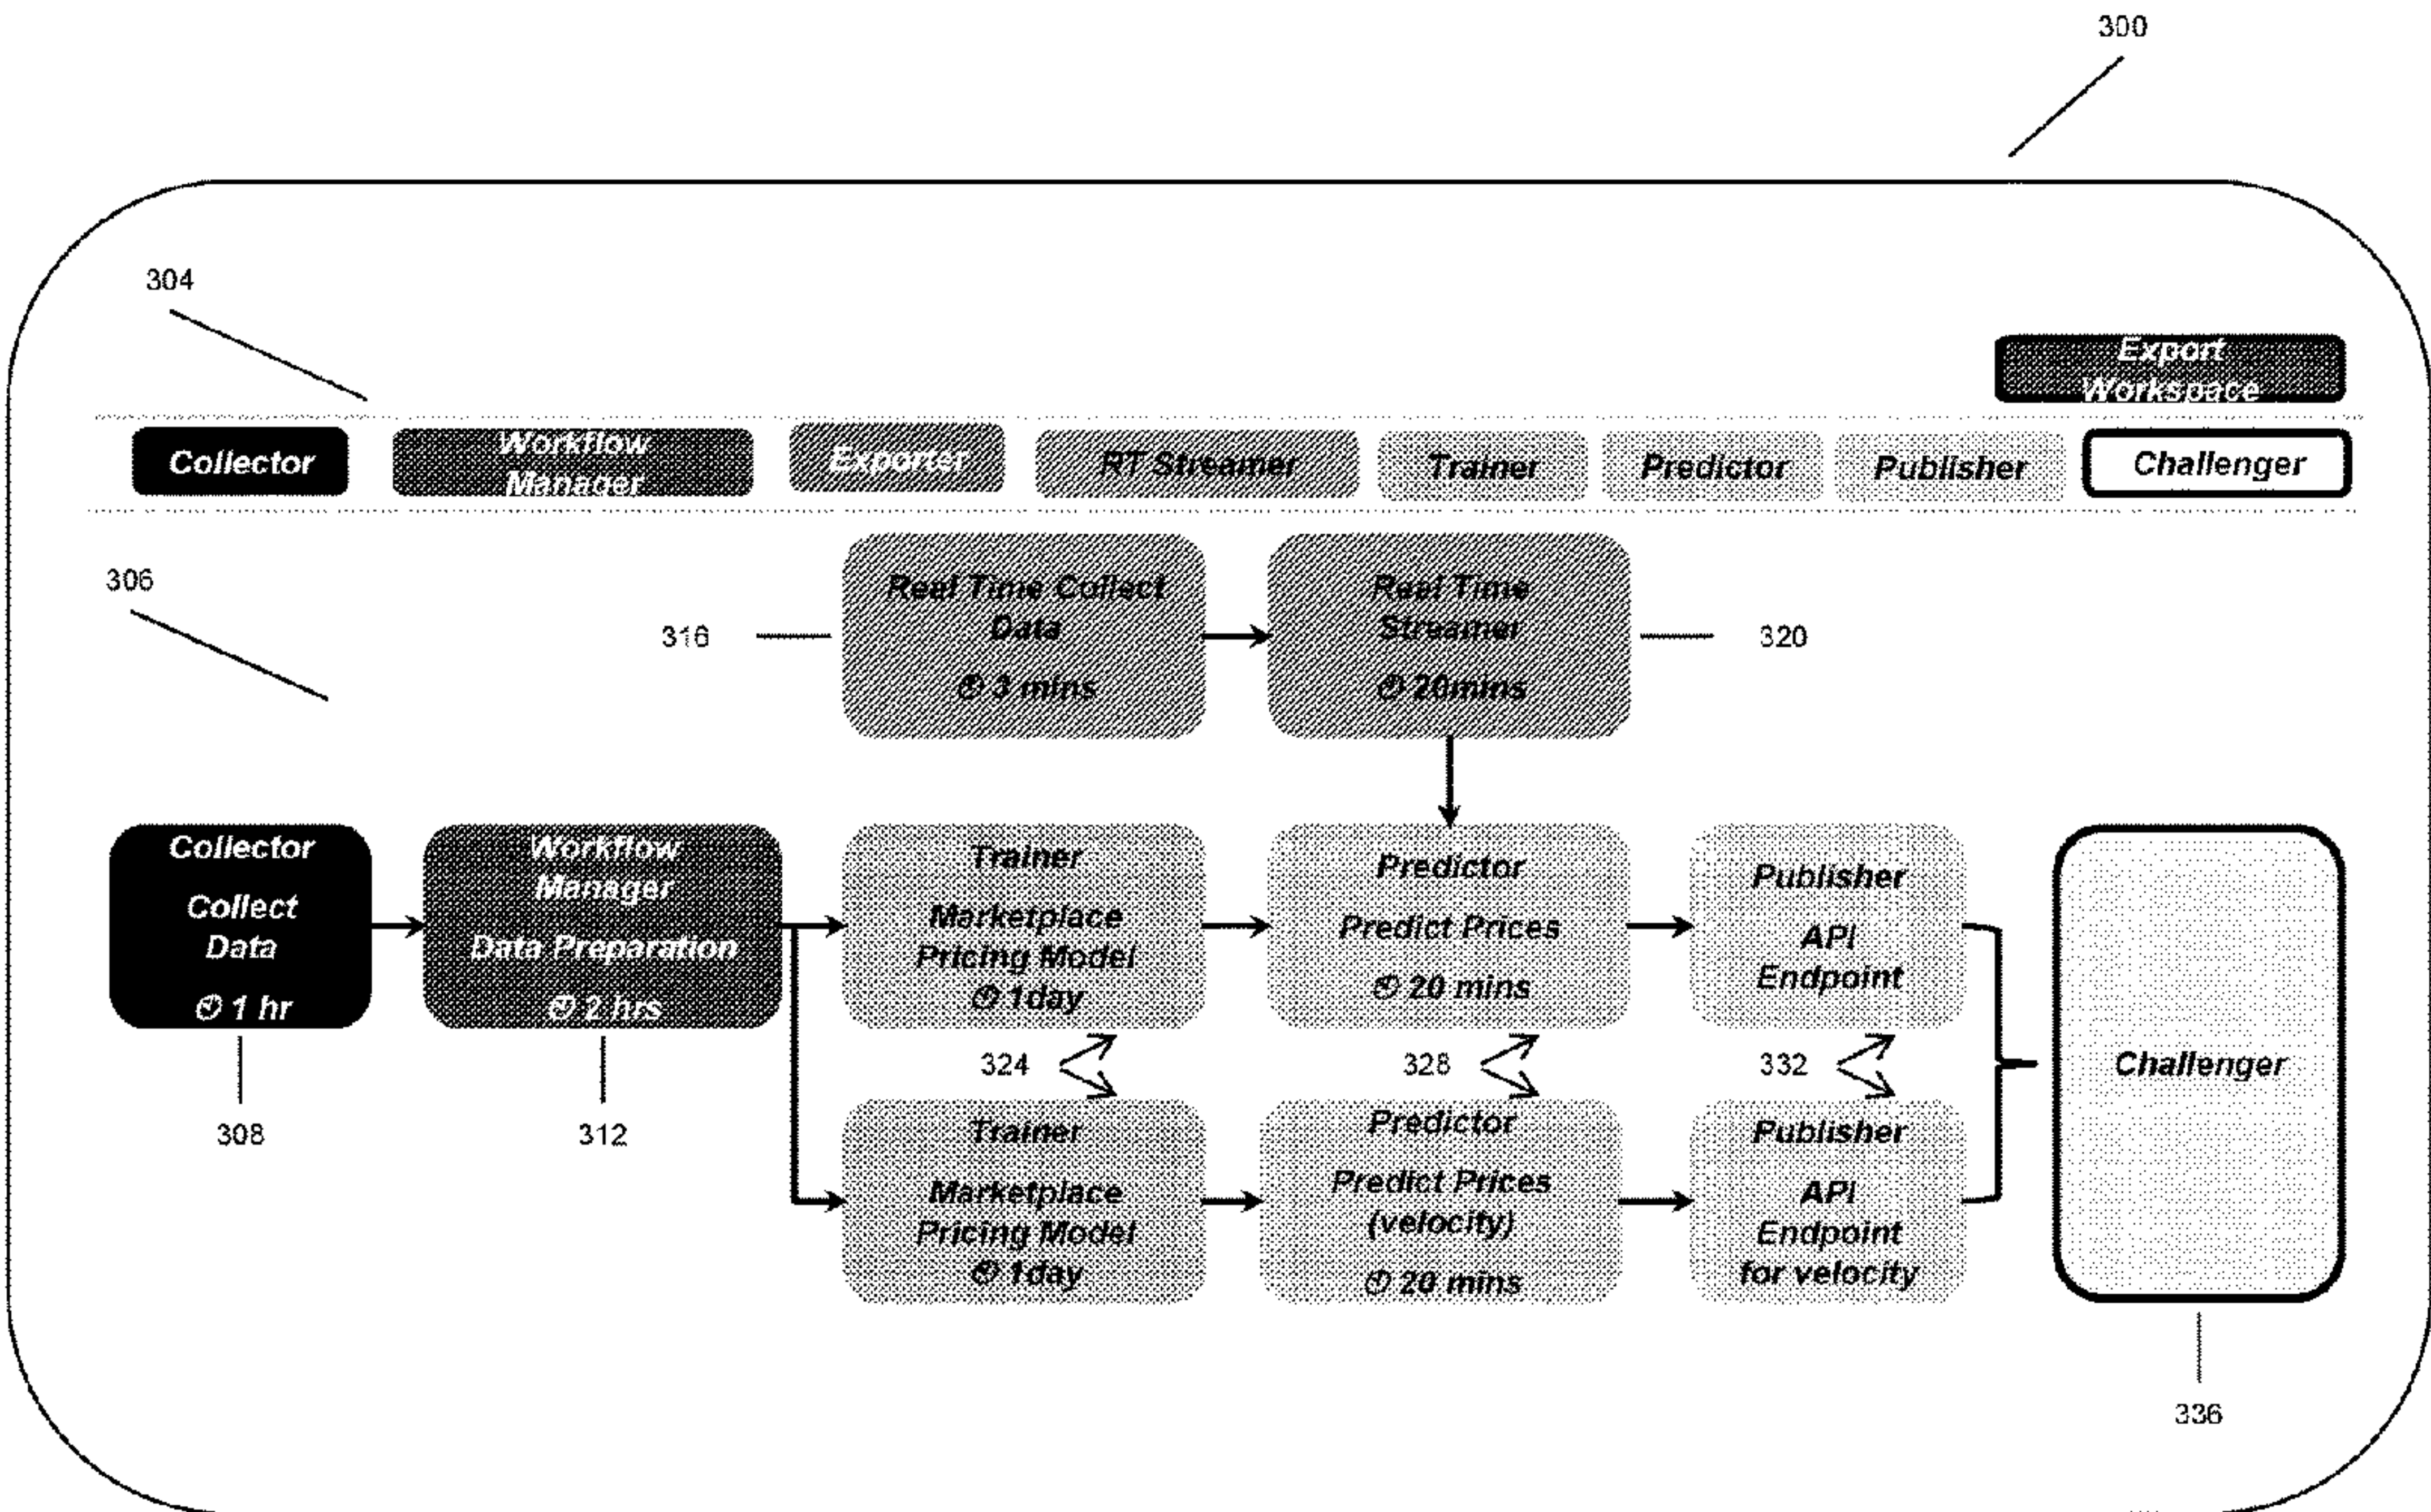 300
304
Export
Workspace
Collector
Workflow
Manager
Exporter
RT Streamer
Trainer
Predictor
Publisher
Challenger
306
316
Real Time Collect
Data
3 mins
Real Time
Streamer
20mins
320
Collector
Collect
Data
1 hr
308
Workflow
Manager
Data Preparation
2 hrs
312
Trainer
Marketplace
Pricing Model
1day
Predictor
Predict Prices
20 mins
Publisher
API
Endpoint
324
328
332
Trainer
Marketplace
Pricing Model
1day
Predictor
Predict Prices
(velocity)
20 mins
Publisher
API
Endpoint
for velocity
Challenger
336